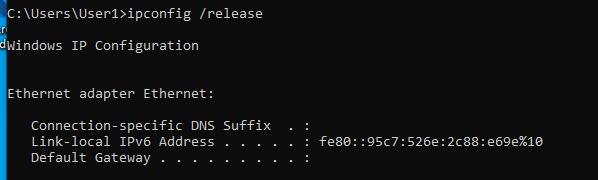 C:\Users\User1>ipconfig /release
Windows IP Configuration
Ethernet adapter Ethernet:
Connection-specific DNS Suffix  . :
Link-local IPv6 Address . . . . . : fe80::95c7:526e:2c88:e69e%10
Default Gateway . . . . . . . . . :